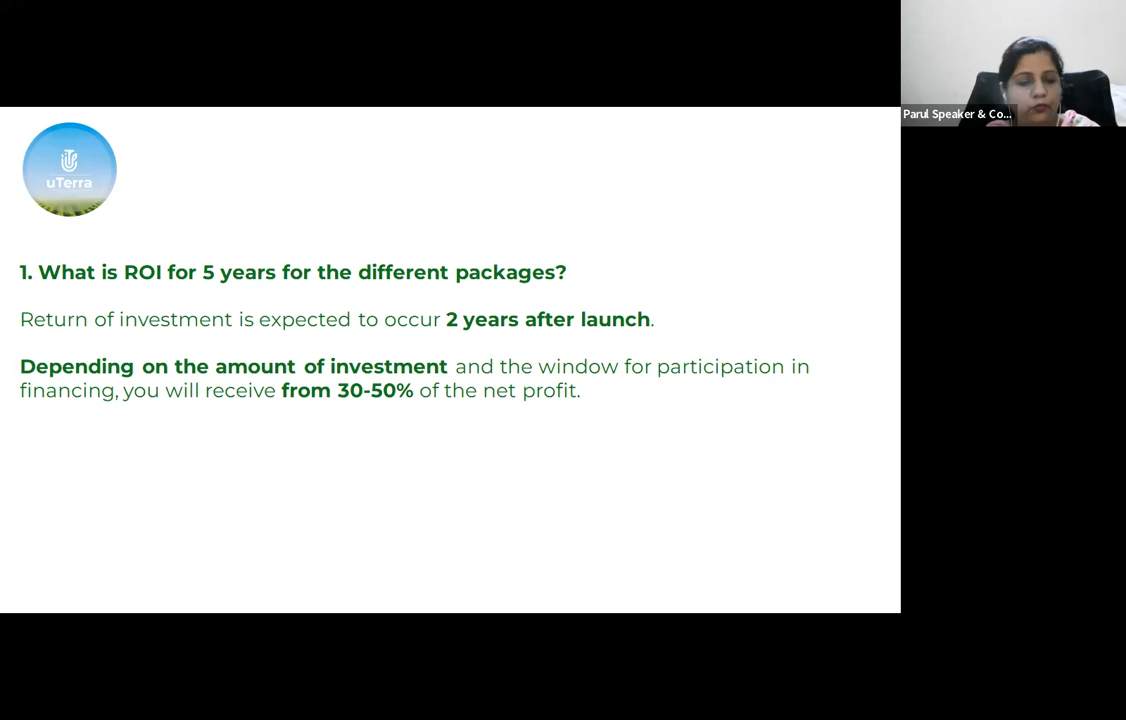 Parul Speaker & Co...
uTerra
1. What is ROI for 5 years for the different packages?
Return of investment is expected to occur 2 years after launch.
Depending on the amount of investment and the window for participation in
financing, you will receive from 30-50% of the net profit.